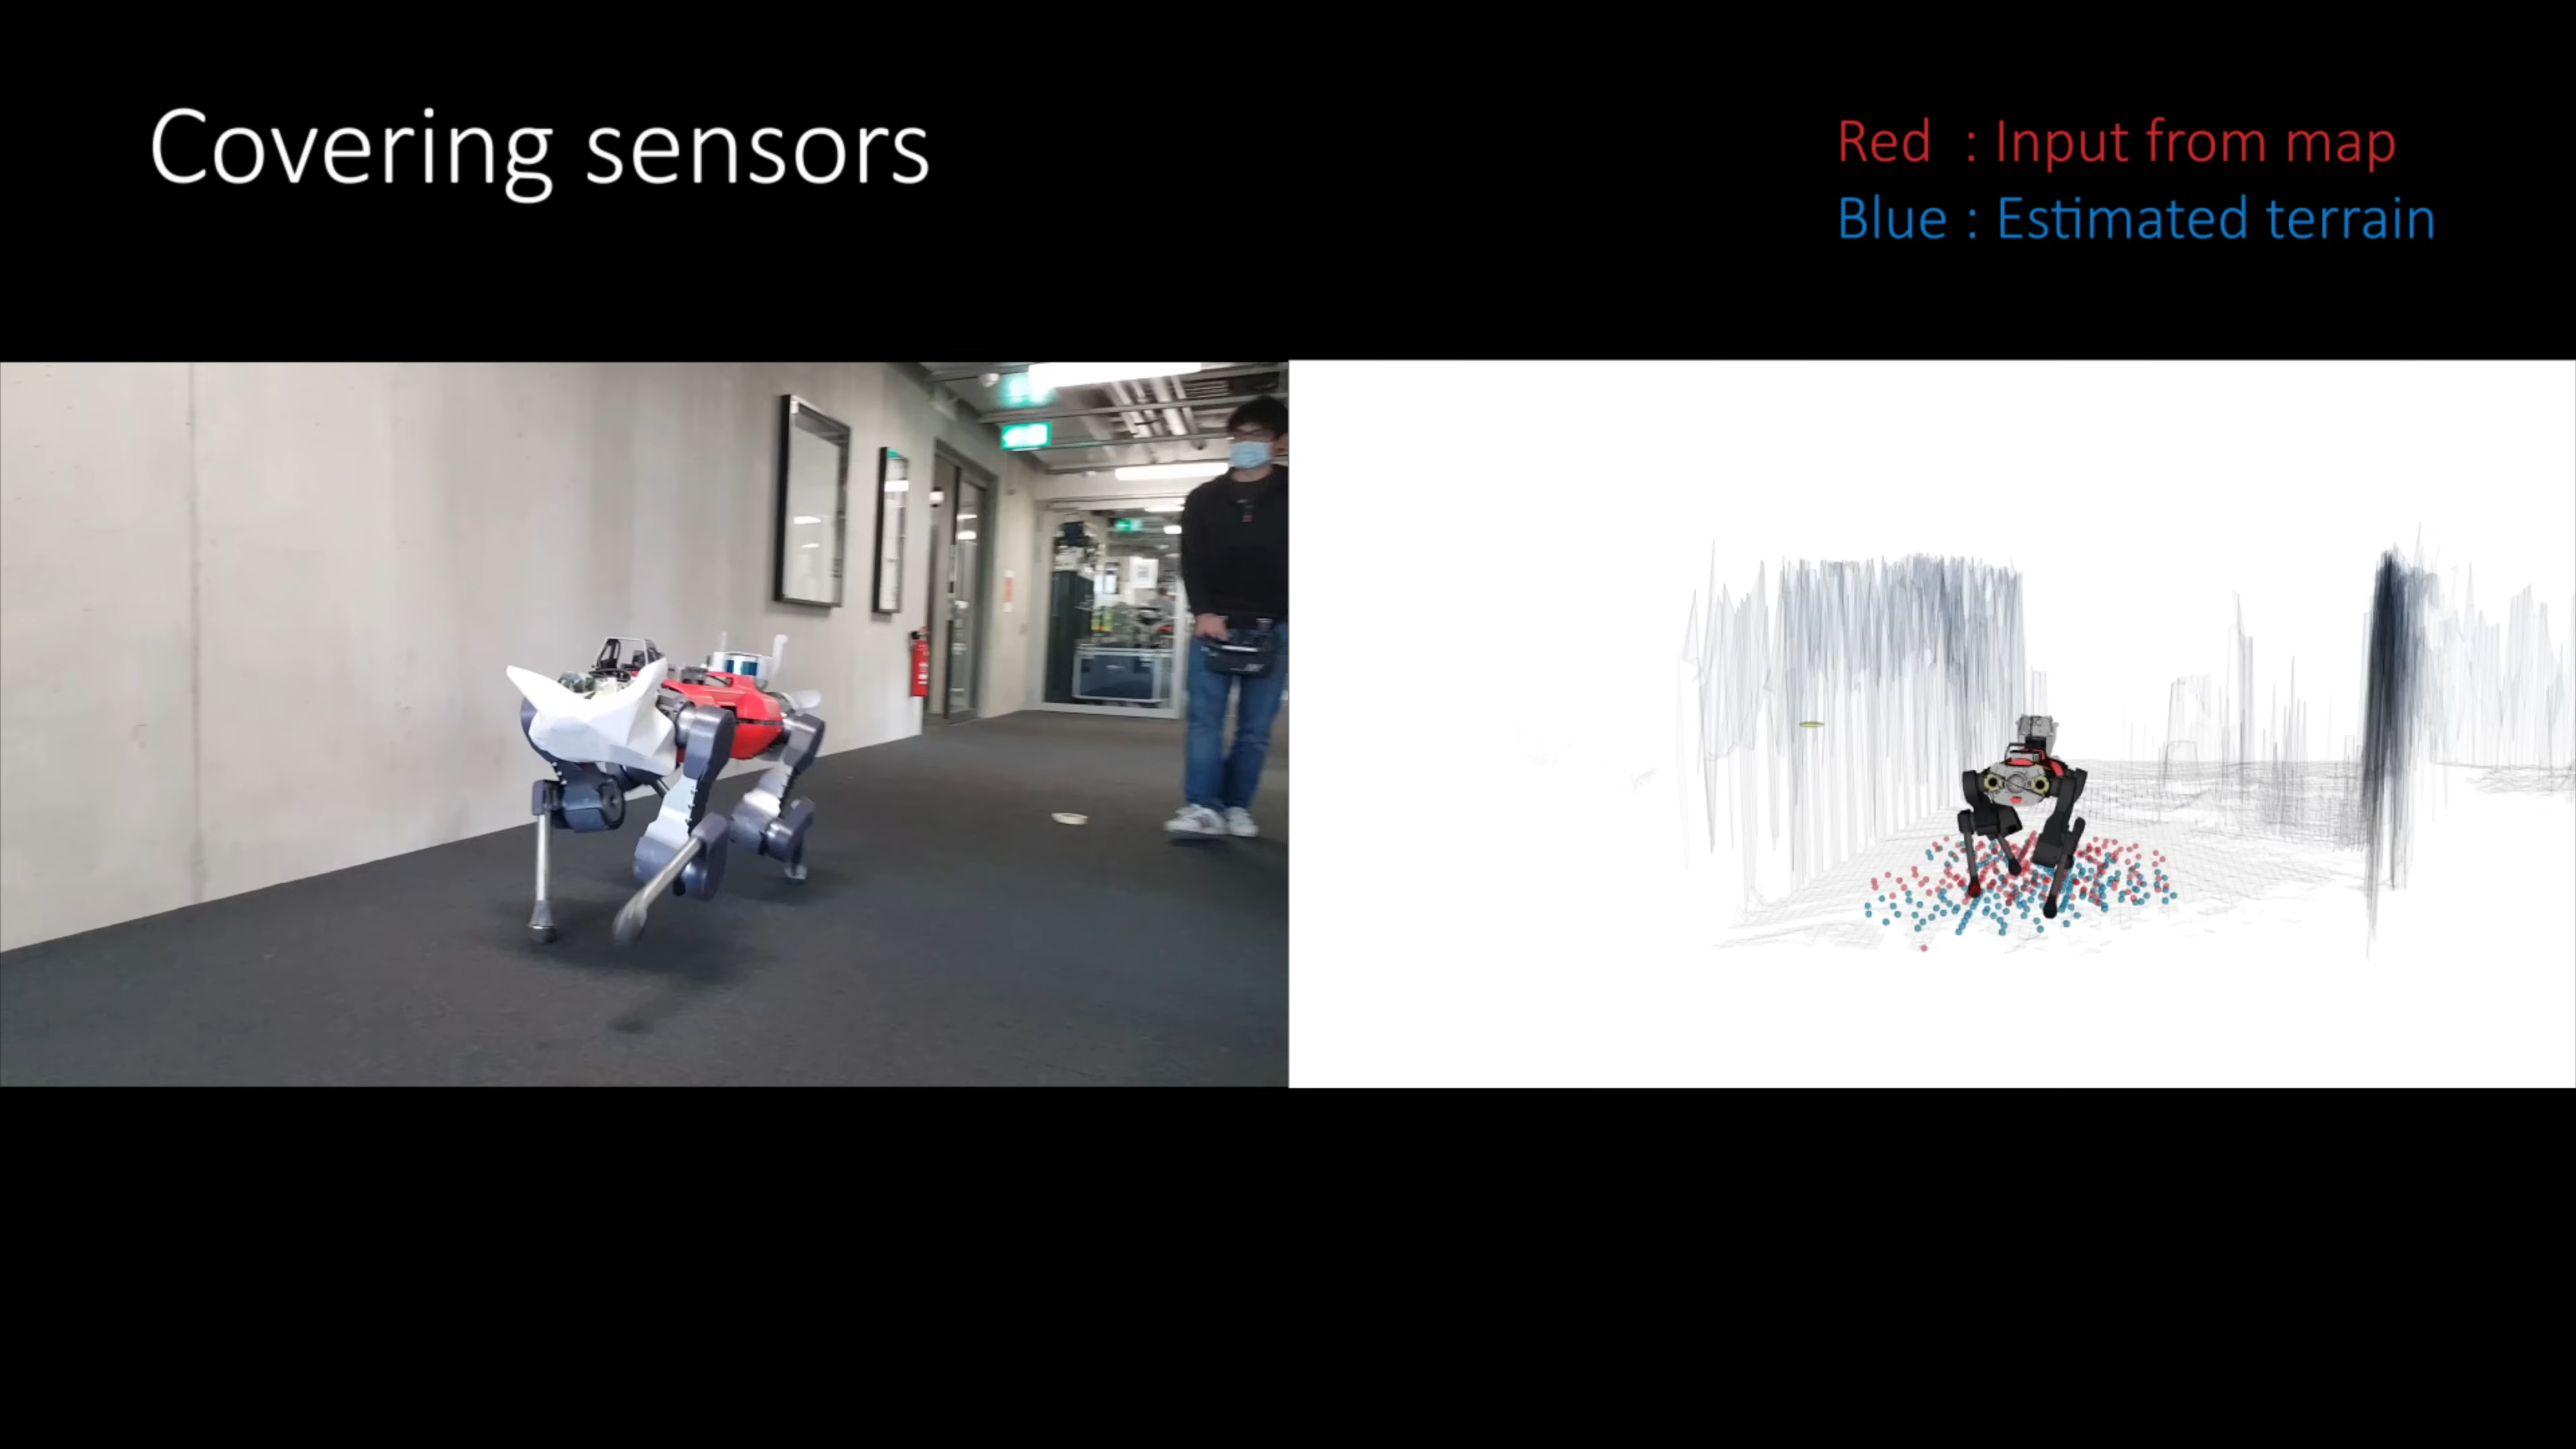 Covering sensors
Red : Input from map
Blue : Estimated terrain